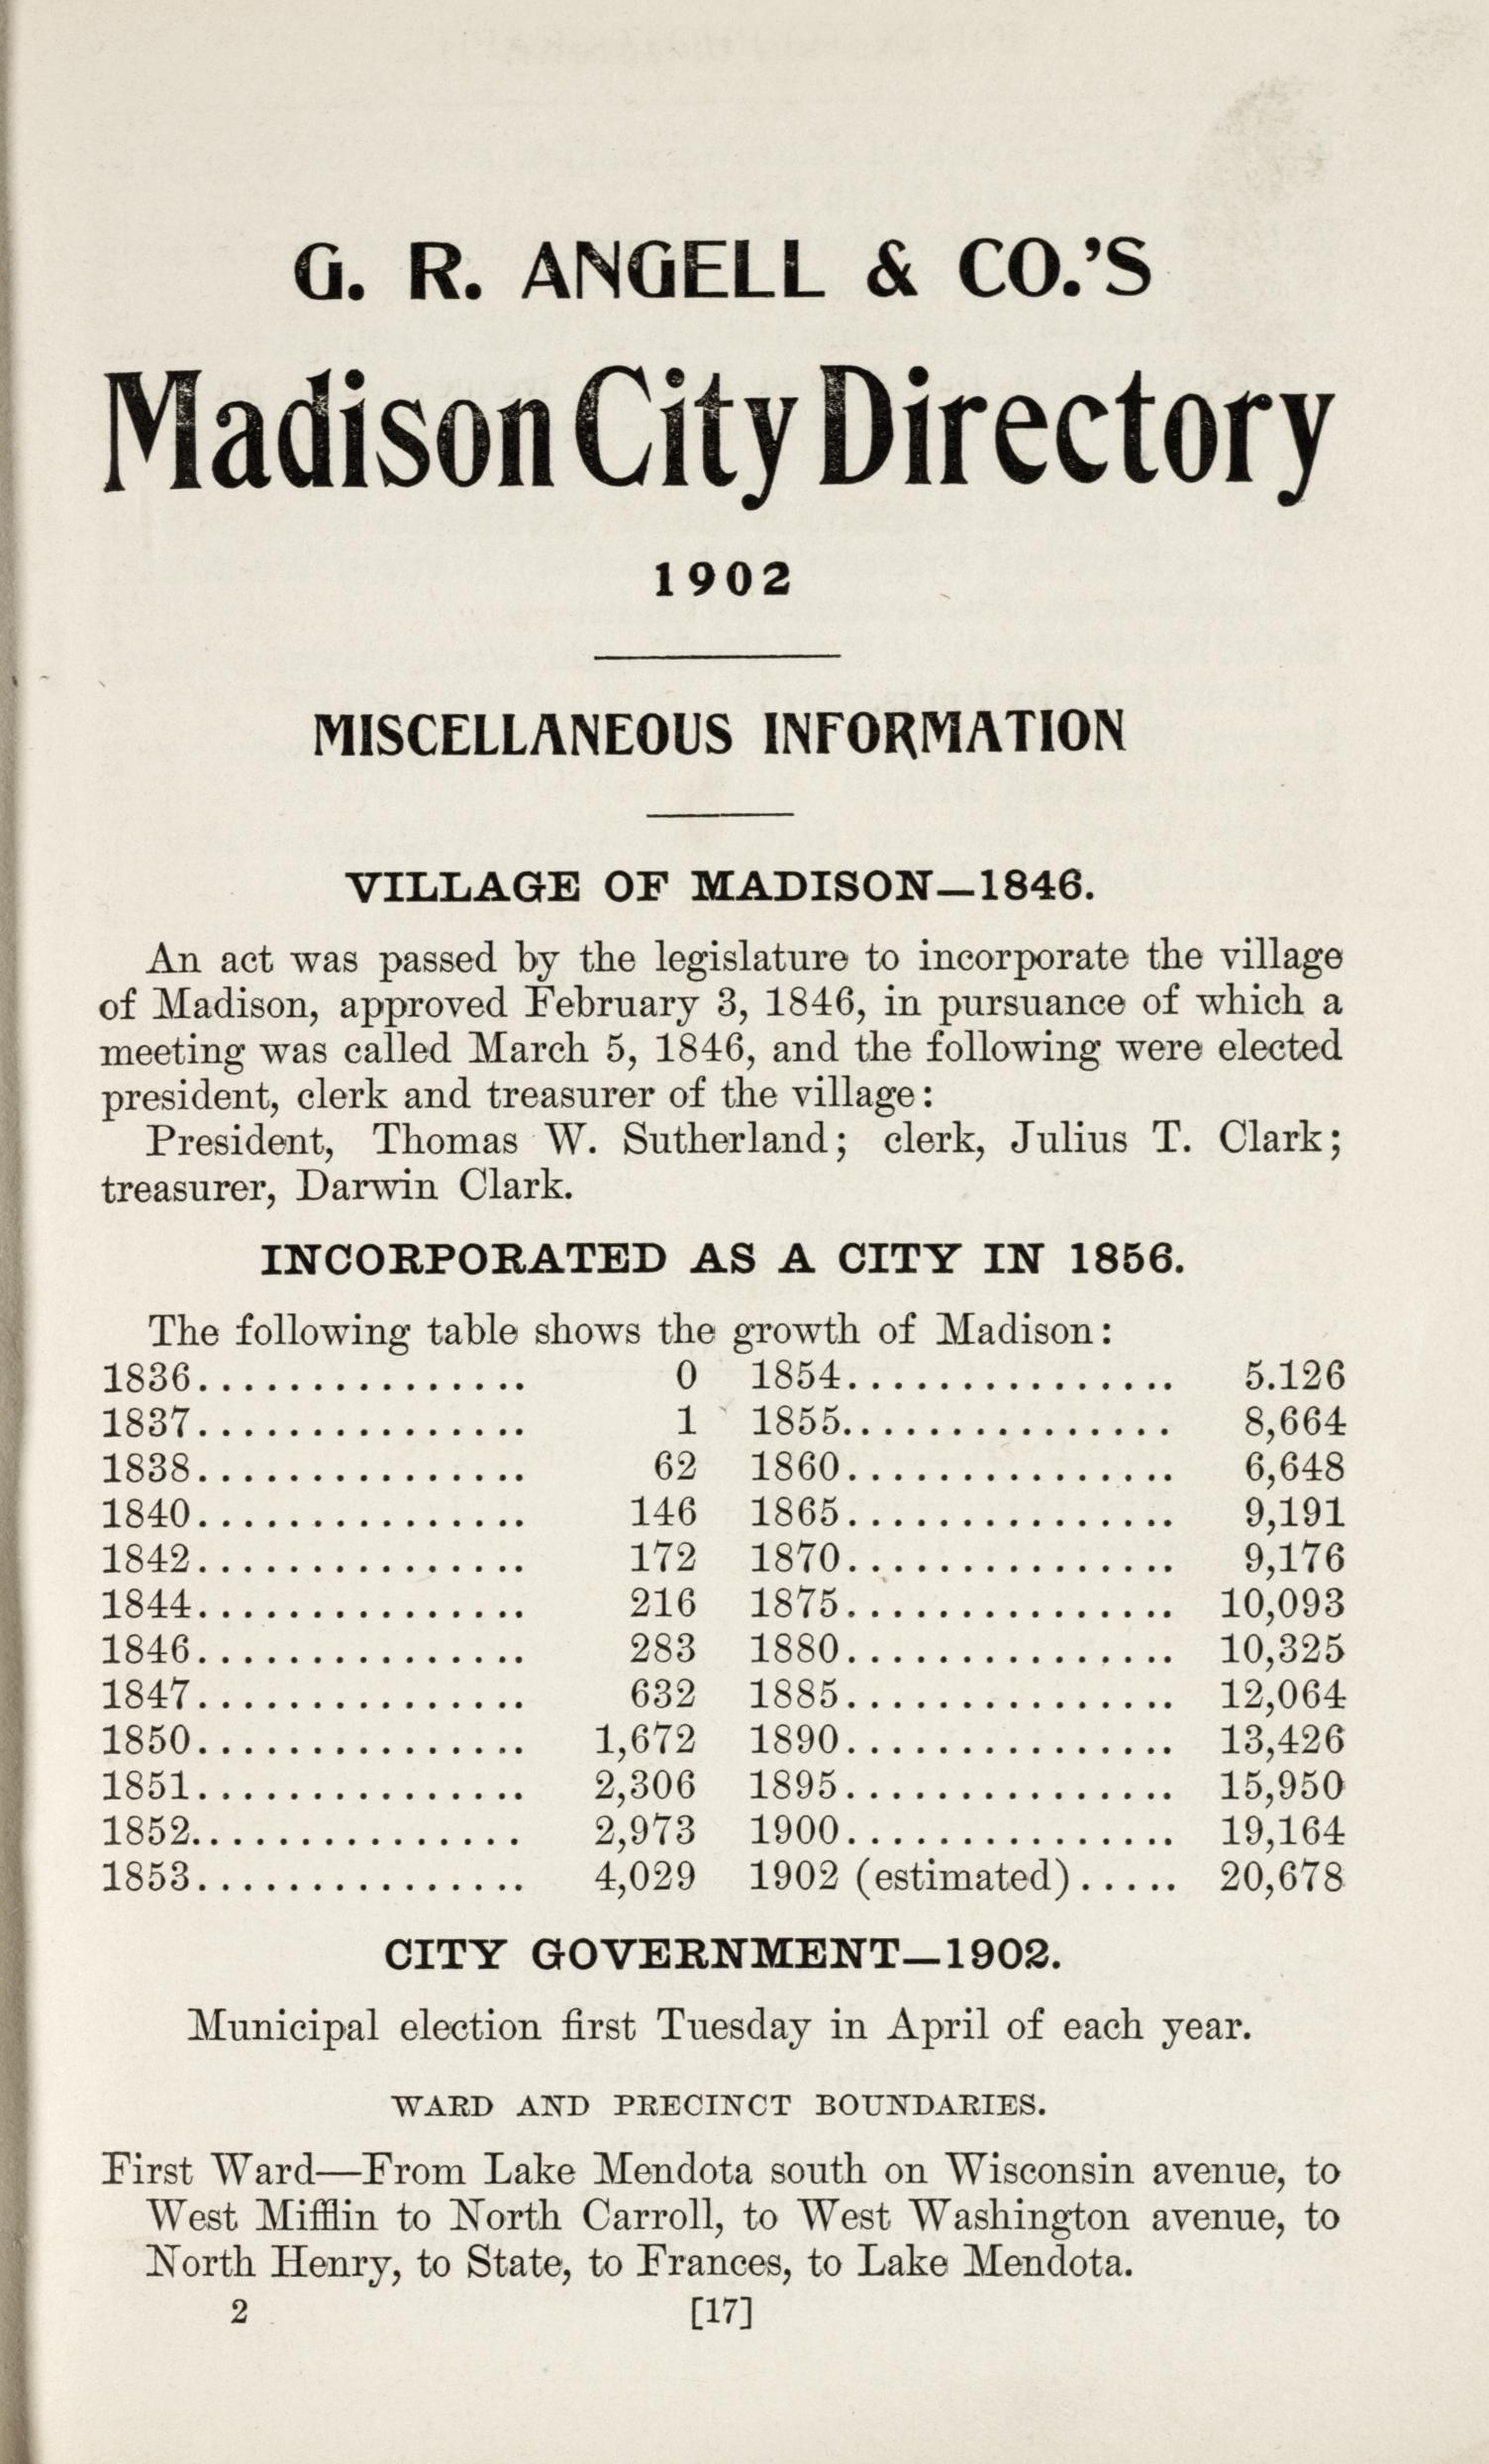 G. R. ANGELL & CO.'S
Madison City Directory
1902
MISCELLANEOUS INFORMATION
VILLAGE OF MADISON—1846.
An act was passed by the legislature to incorporate the village
of Madison, approved February 3, 1846, in pursuance of which a
meeting was called March 5, 1846, and the following were elected
president, clerk and treasurer of the village:
President, Thomas W. Sutherland; clerk, Julius T. Clark;
treasurer, Darwin Clark.
INCORPORATED AS A CITY IN 1856.
The following table shows the growth of Madison:
1836............... 0 1854............... 5.126
1837............... 1 1855............... 8,664
1838............... 62 1860............... 6,648
1840............... 146 1865............... 9,191
1842............... 172 1870............... 9,176
1844............... 216 1875............... 10,093
1846............... 283 1880............... 10,325
1847............... 632 1885............... 12,064
1850............... 1,672 1890............... 13,426
1851............... 2,306 1895............... 15,950
1852............... 2,973 1900............... 19,164
1853............... 4,029 1902 (estimated)..... 20,678
CITY GOVERNMENT—1902.
Municipal election first Tuesday in April of each year.
WARD AND PRECINCT BOUNDARIES.
First Ward—From Lake Mendota south on Wisconsin avenue, to
West Mifflin to North Carroll, to West Washington avenue, to
North Henry, to State, to Frances, to Lake Mendota.
2 [17]